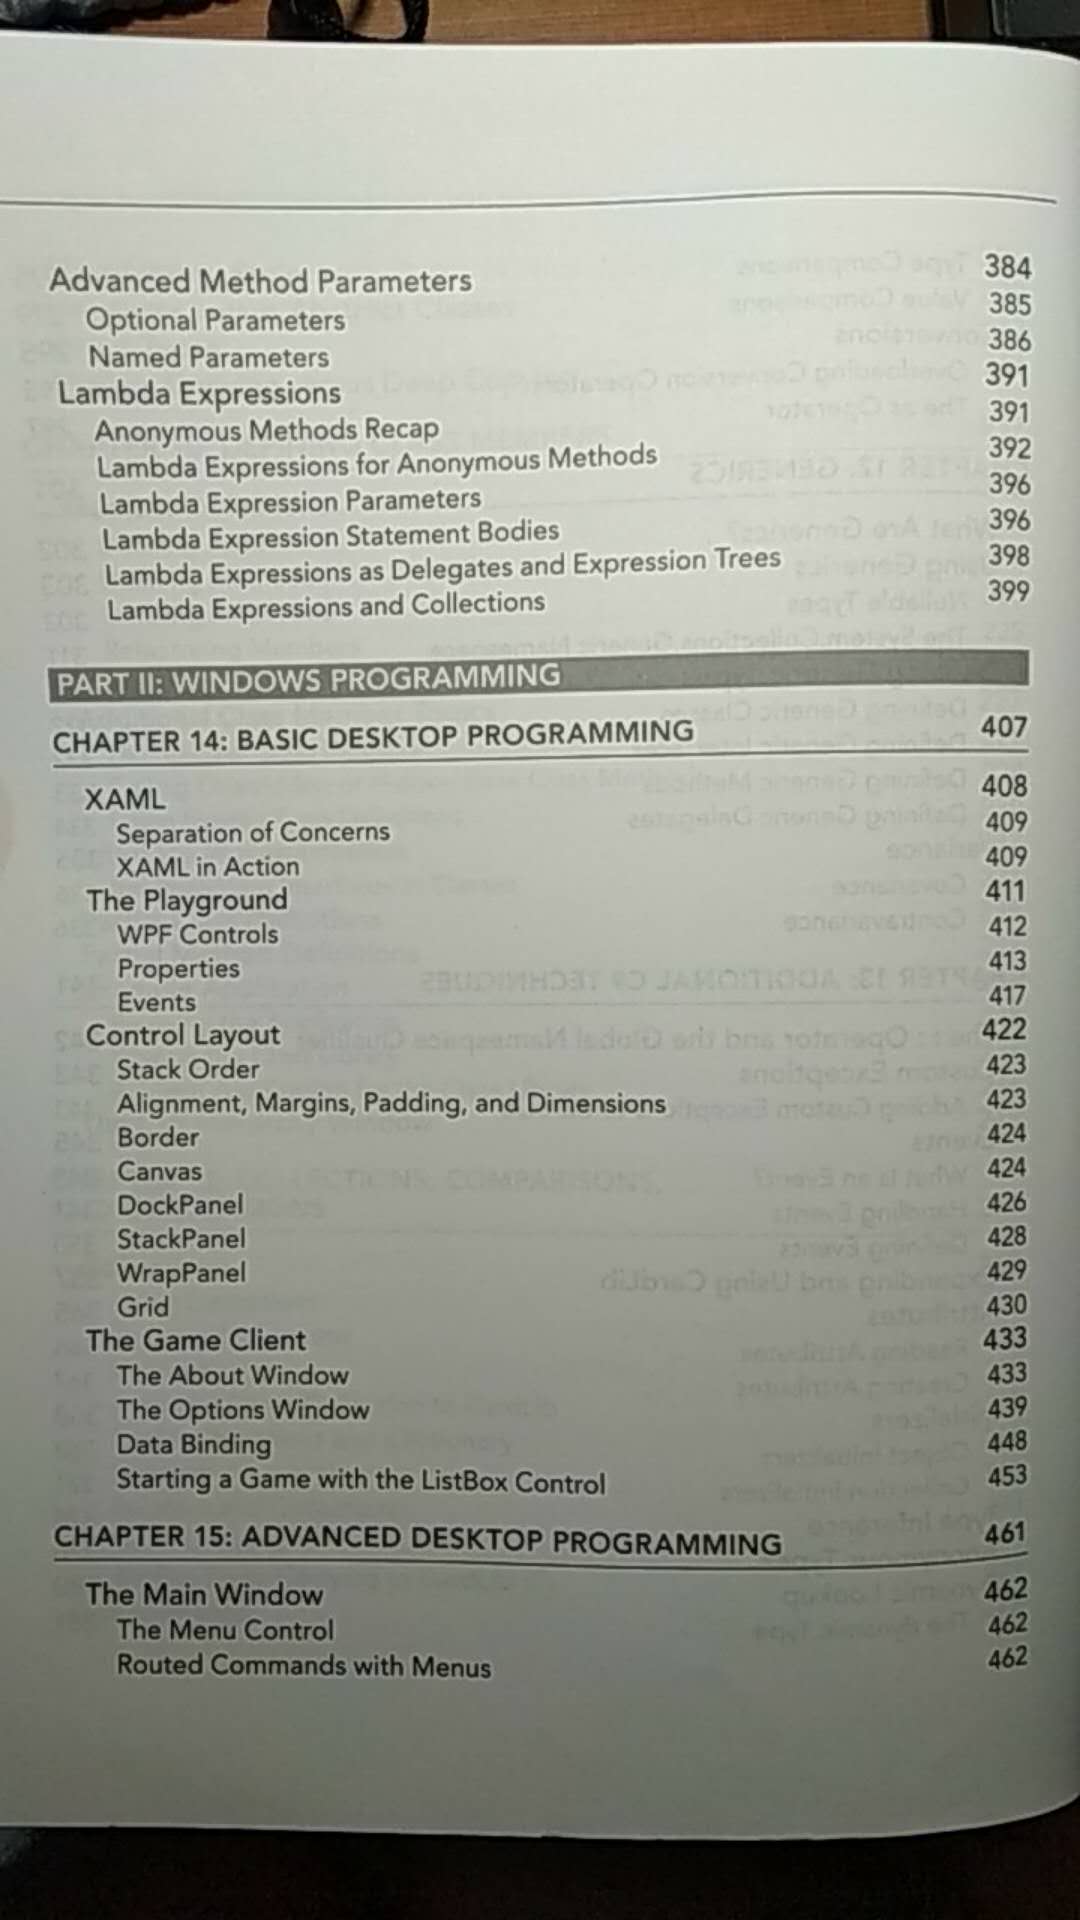 Advanced Method Parameters 384
Optional Parameters 385
Named Parameters 386
Lambda Expressions 391
Anonymous Methods Recap 391
Lambda Expressions for Anonymous Methods 392
Lambda Expression Parameters 396
Lambda Expression Statement Bodies 396
Lambda Expressions as Delegates and Expression Trees 398
Lambda Expressions and Collections 399
PART II: WINDOWS PROGRAMMING
CHAPTER 14: BASIC DESKTOP PROGRAMMING 407
XAML 408
Separation of Concerns 409
XAML in Action 409
The Playground 411
WPF Controls 412
Properties 413
Events 417
Control Layout 422
Stack Order 423
Alignment, Margins, Padding, and Dimensions 423
Border 424
Canvas 424
DockPanel 426
StackPanel 428
WrapPanel 429
Grid 430
The Game Client 433
The About Window 433
The Options Window 439
Data Binding 448
Starting a Game with the ListBox Control 453
CHAPTER 15: ADVANCED DESKTOP PROGRAMMING 461
The Main Window 462
The Menu Control 462
Routed Commands with Menus 462